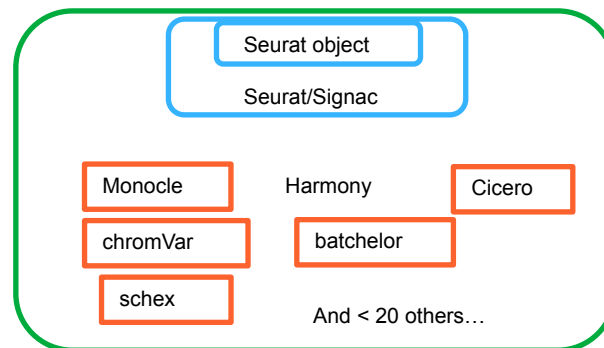 Seurat object
Seurat/Signac
Monocle
Harmony
Cicero
chromVar
batchelor
schex
And < 20 others…